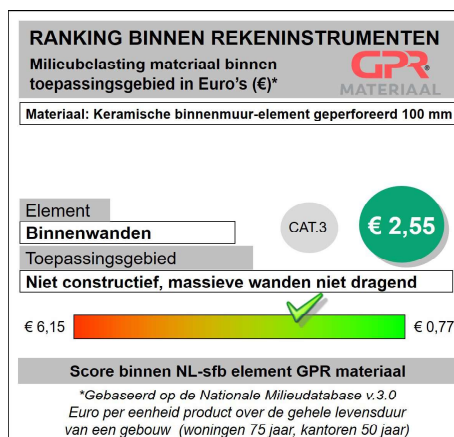 RANKING BINNEN REKENINSTRUMENTEN
Milieubelasting materiaal binnen
toepassingsgebied in Euro's (€)*
GPR
MATERIAAL
Materiaal: Keramische binnenmuur-element geperforeerd 100 mm
Element
Binnenwanden
CAT.3
€ 2,55
Toepassingsgebied
Niet constructief, massieve wanden niet dragend
€ 6,15
€ 0,77
Score binnen NL-sfb element GPR materiaal
*Gebaseerd op de Nationale Milieudatabase v.3.0
Euro per eenheid product over de gehele levensduur
van een gebouw (woningen 75 jaar, kantoren 50 jaar)